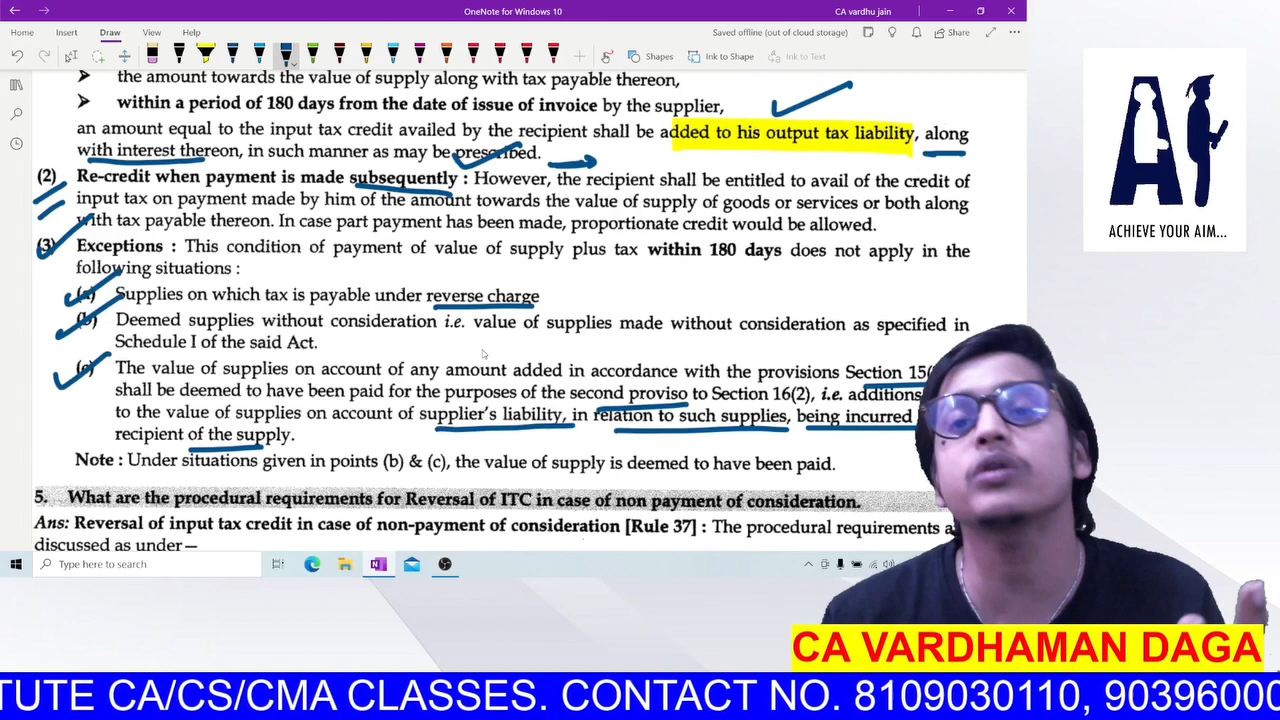 OneNote for Windows 10
CA vardhu jain
Home Insert Draw View Help
Saved offline (out of cloud storage)
Share
Shapes
Ink to Shape
Ink to Text
➤ the amount towards the value of supply along with tax payable thereon,
➤ within a period of 180 days from the date of issue of invoice by the supplier,
an amount equal to the input tax credit availed by the recipient shall be added to his output tax liability, along
with interest thereon, in such manner as may be prescribed.
(2) Re-credit when payment is made subsequently : However, the recipient shall be entitled to avail of the credit of
input tax on payment made by him of the amount towards the value of supply of goods or services or both along
with tax payable thereon. In case part payment has been made, proportionate credit would be allowed.
(3) Exceptions : This condition of payment of value of supply plus tax within 180 days does not apply in the
following situations :
(a) Supplies on which tax is payable under reverse charge
(b) Deemed supplies without consideration i.e. value of supplies made without consideration as specified in
Schedule I of the said Act.
(c) The value of supplies on account of any amount added in accordance with the provisions Section 15(
shall be deemed to have been paid for the purposes of the second proviso to Section 16(2), i.e. additions
to the value of supplies on account of supplier's liability, in relation to such supplies, being incurred
recipient of the supply.
Note : Under situations given in points (b) & (c), the value of supply is deemed to have been paid.
5. What are the procedural requirements for Reversal of ITC in case of non payment of consideration.
Ans: Reversal of input tax credit in case of non-payment of consideration [Rule 37] : The procedural requirements a
discussed as under—
Type here to search
AI
ACHIEVE YOUR AIM...
CA VARDHAMAN DAGA
TUTE CA/CS/CMA CLASSES. CONTACT NO. 8109030110, 90396000